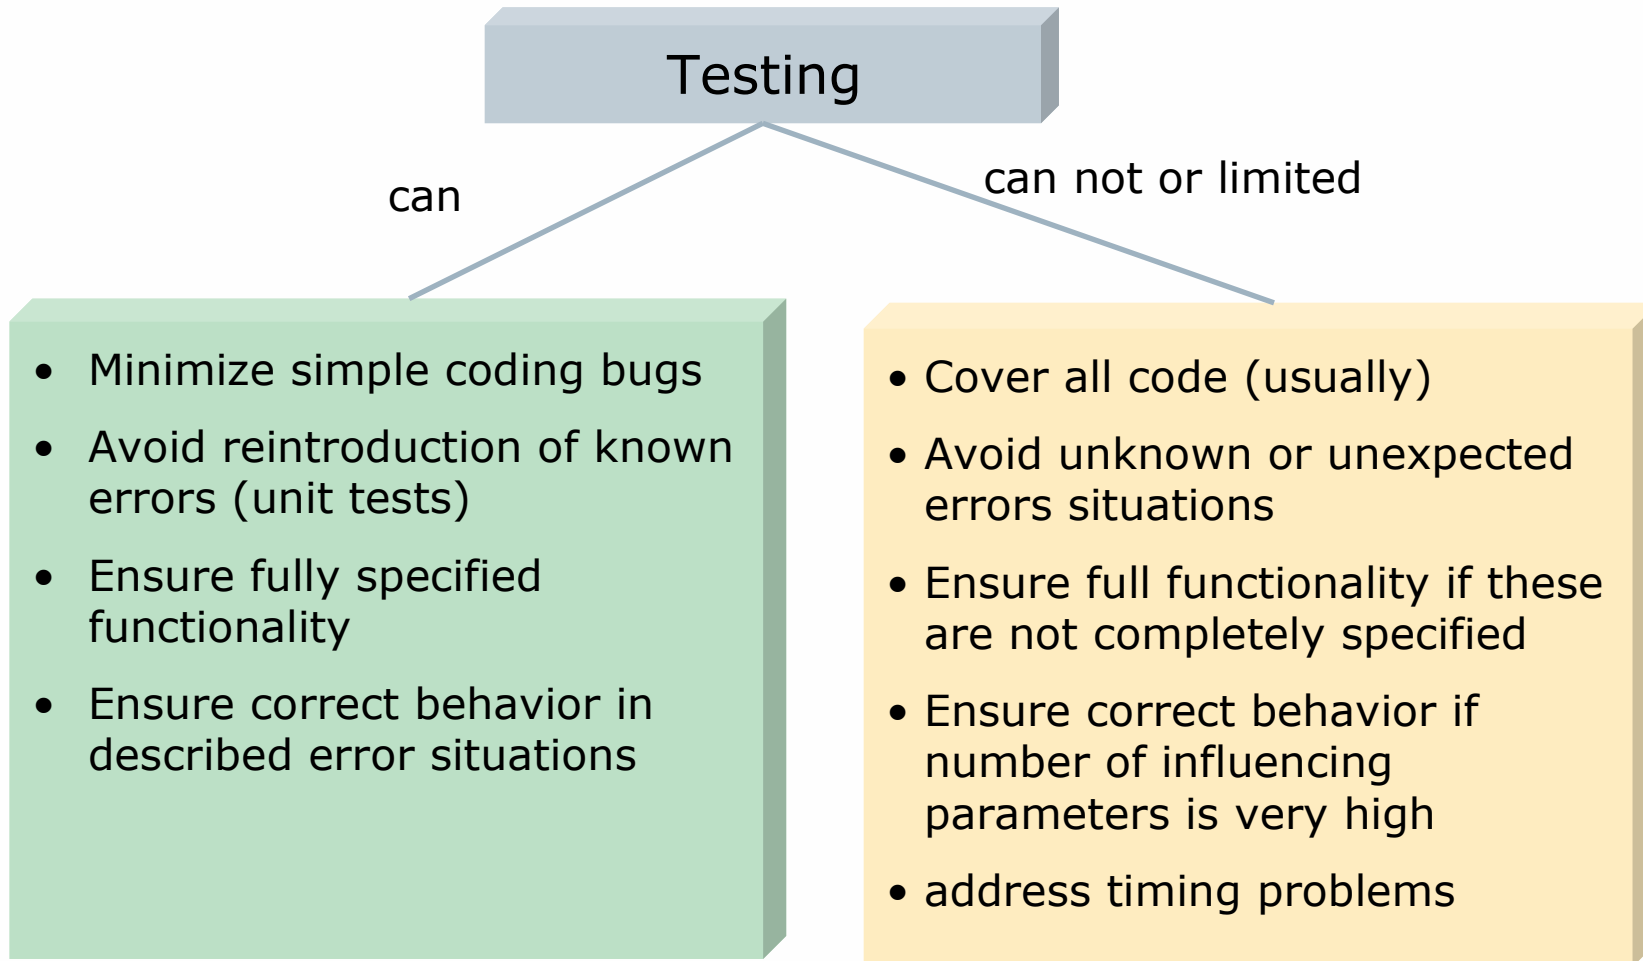 Testing
can
can not or limited
• Minimize simple coding bugs
• Avoid reintroduction of known
errors (unit tests)
• Ensure fully specified
functionality
• Ensure correct behavior in
described error situations
• Cover all code (usually)
• Avoid unknown or unexpected
errors situations
• Ensure full functionality if these
are not completely specified
• Ensure correct behavior if
number of influencing
parameters is very high
• address timing problems